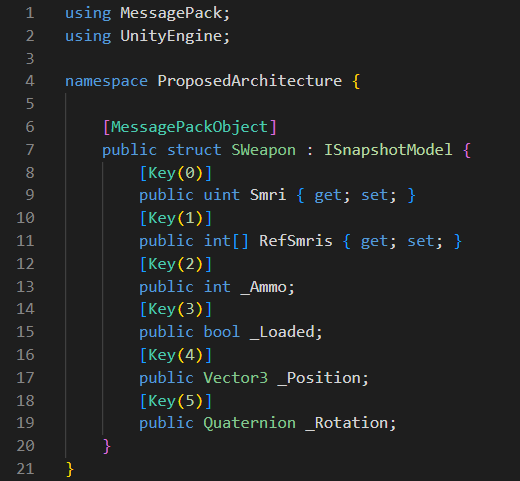 1 using MessagePack;
2 using UnityEngine;
3
4 namespace ProposedArchitecture {
5
6 [MessagePackObject]
7 public struct SWeapon : ISnapshotModel {
8 [Key(0)]
9 public uint Smri { get; set; }
10 [Key(1)]
11 public int[] RefSmris { get; set; }
12 [Key(2)]
13 public int _Ammo;
14 [Key(3)]
15 public bool _Loaded;
16 [Key(4)]
17 public Vector3 _Position;
18 [Key(5)]
19 public Quaternion _Rotation;
20 }
21 }